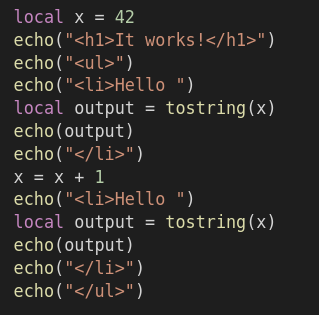 local x = 42
echo("<h1>It works!</h1>")
echo("<ul>")
echo("<li>Hello ")
local output = tostring(x)
echo(output)
echo("</li>")
x = x + 1
echo("<li>Hello ")
local output = tostring(x)
echo(output)
echo("</li>")
echo("</ul>")